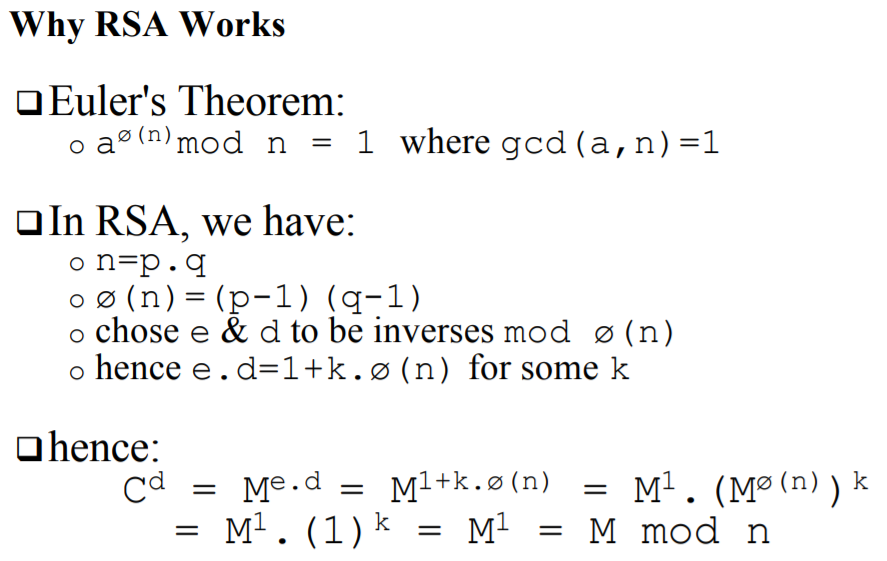 Why RSA Works
❑Euler's Theorem:
○ a^ø(n) mod n = 1 where gcd(a,n)=1
❑In RSA, we have:
○ n=p.q
○ ø(n)=(p-1)(q-1)
○ chose e & d to be inverses mod ø(n)
○ hence e.d=1+k.ø(n) for some k
❑hence:
C^d = M^e.d = M^1+k.ø(n) = M^1.(M^ø(n))^k
= M^1.(1)^k = M^1 = M mod n